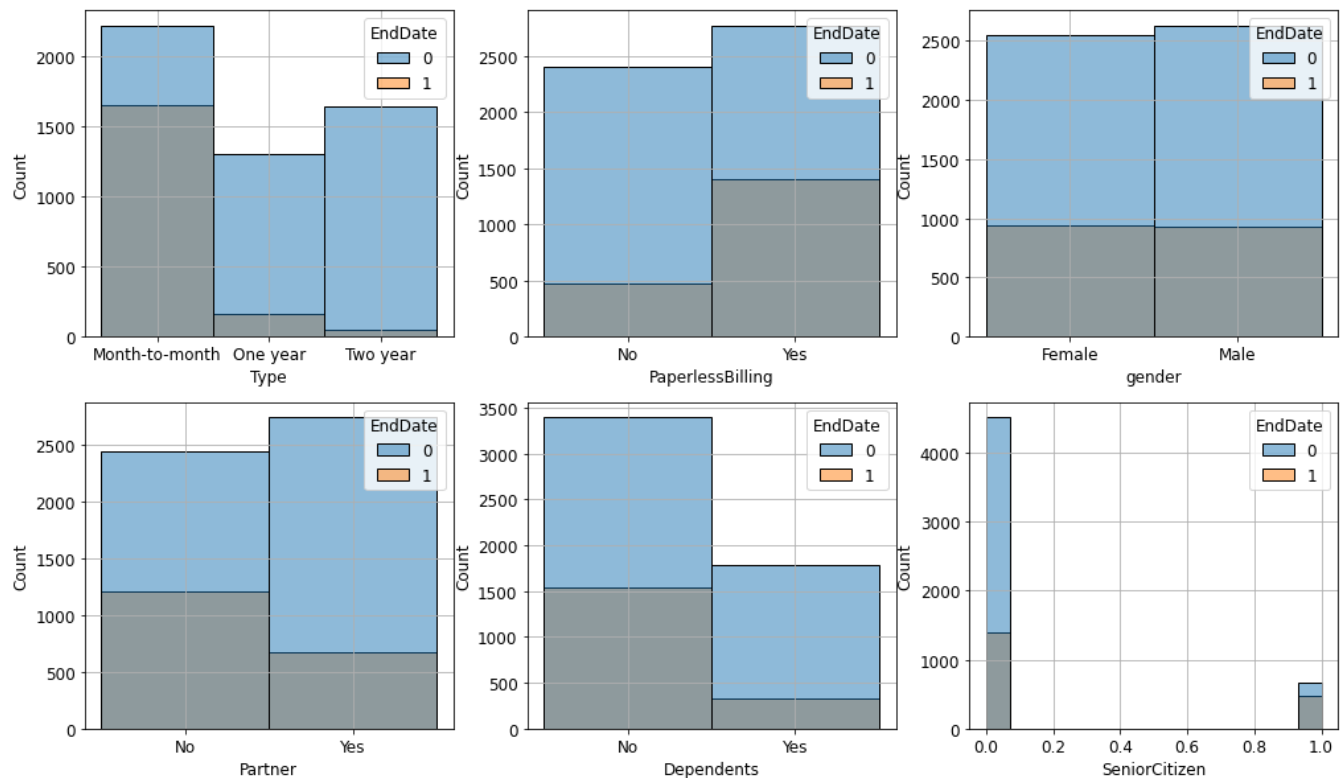 EndDate
0
1
2000
1500
1000
500
0
Count
Month-to-month One year Two year
Type
EndDate
0
1
2500
2000
1500
1000
500
0
Count
No Yes
PaperlessBilling
EndDate
0
1
2500
2000
1500
1000
500
0
Count
Female Male
gender
EndDate
0
1
2500
2000
1500
1000
500
0
Count
No Yes
Partner
EndDate
0
1
3500
3000
2500
2000
1500
1000
500
0
Count
No Yes
Dependents
EndDate
0
1
4000
3000
2000
1000
0
Count
0.0 0.2 0.4 0.6 0.8 1.0
SeniorCitizen